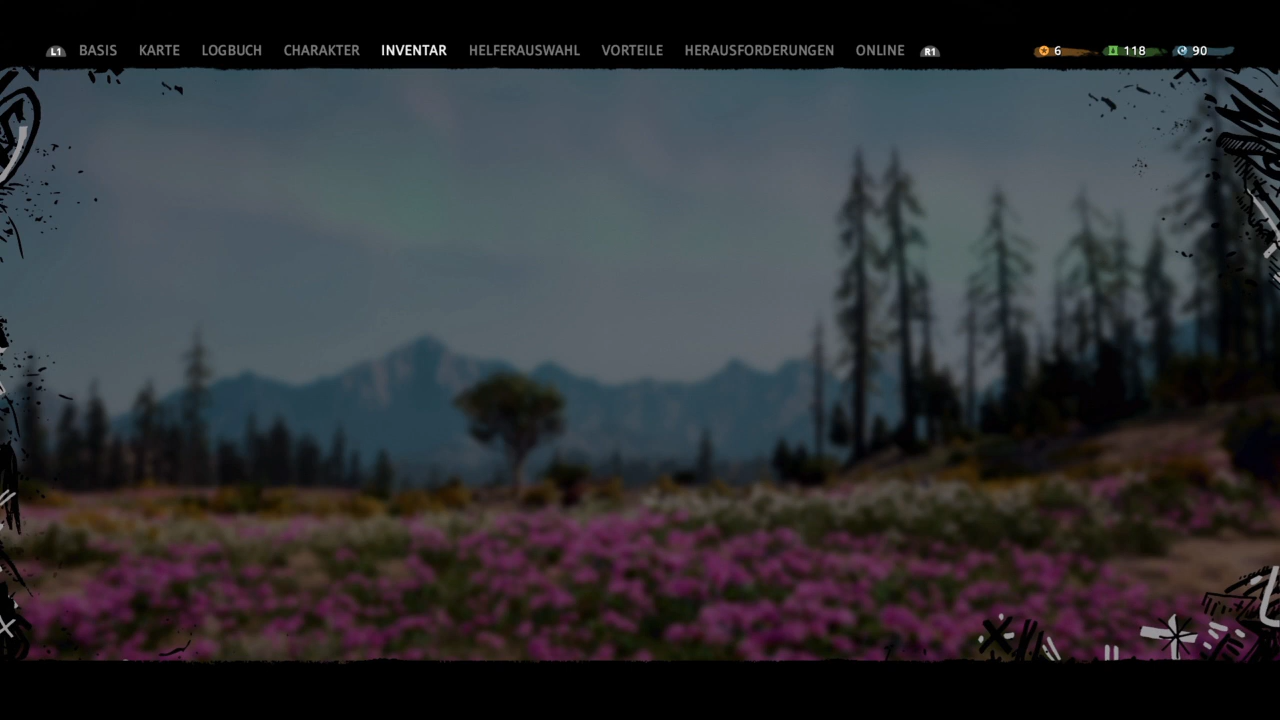 L1 BASIS KARTE LOGBUCH CHARAKTER INVENTAR HELFERAUSWAHL VORTEILE HERAUSFORDERUNGEN ONLINE R1 6 118 90